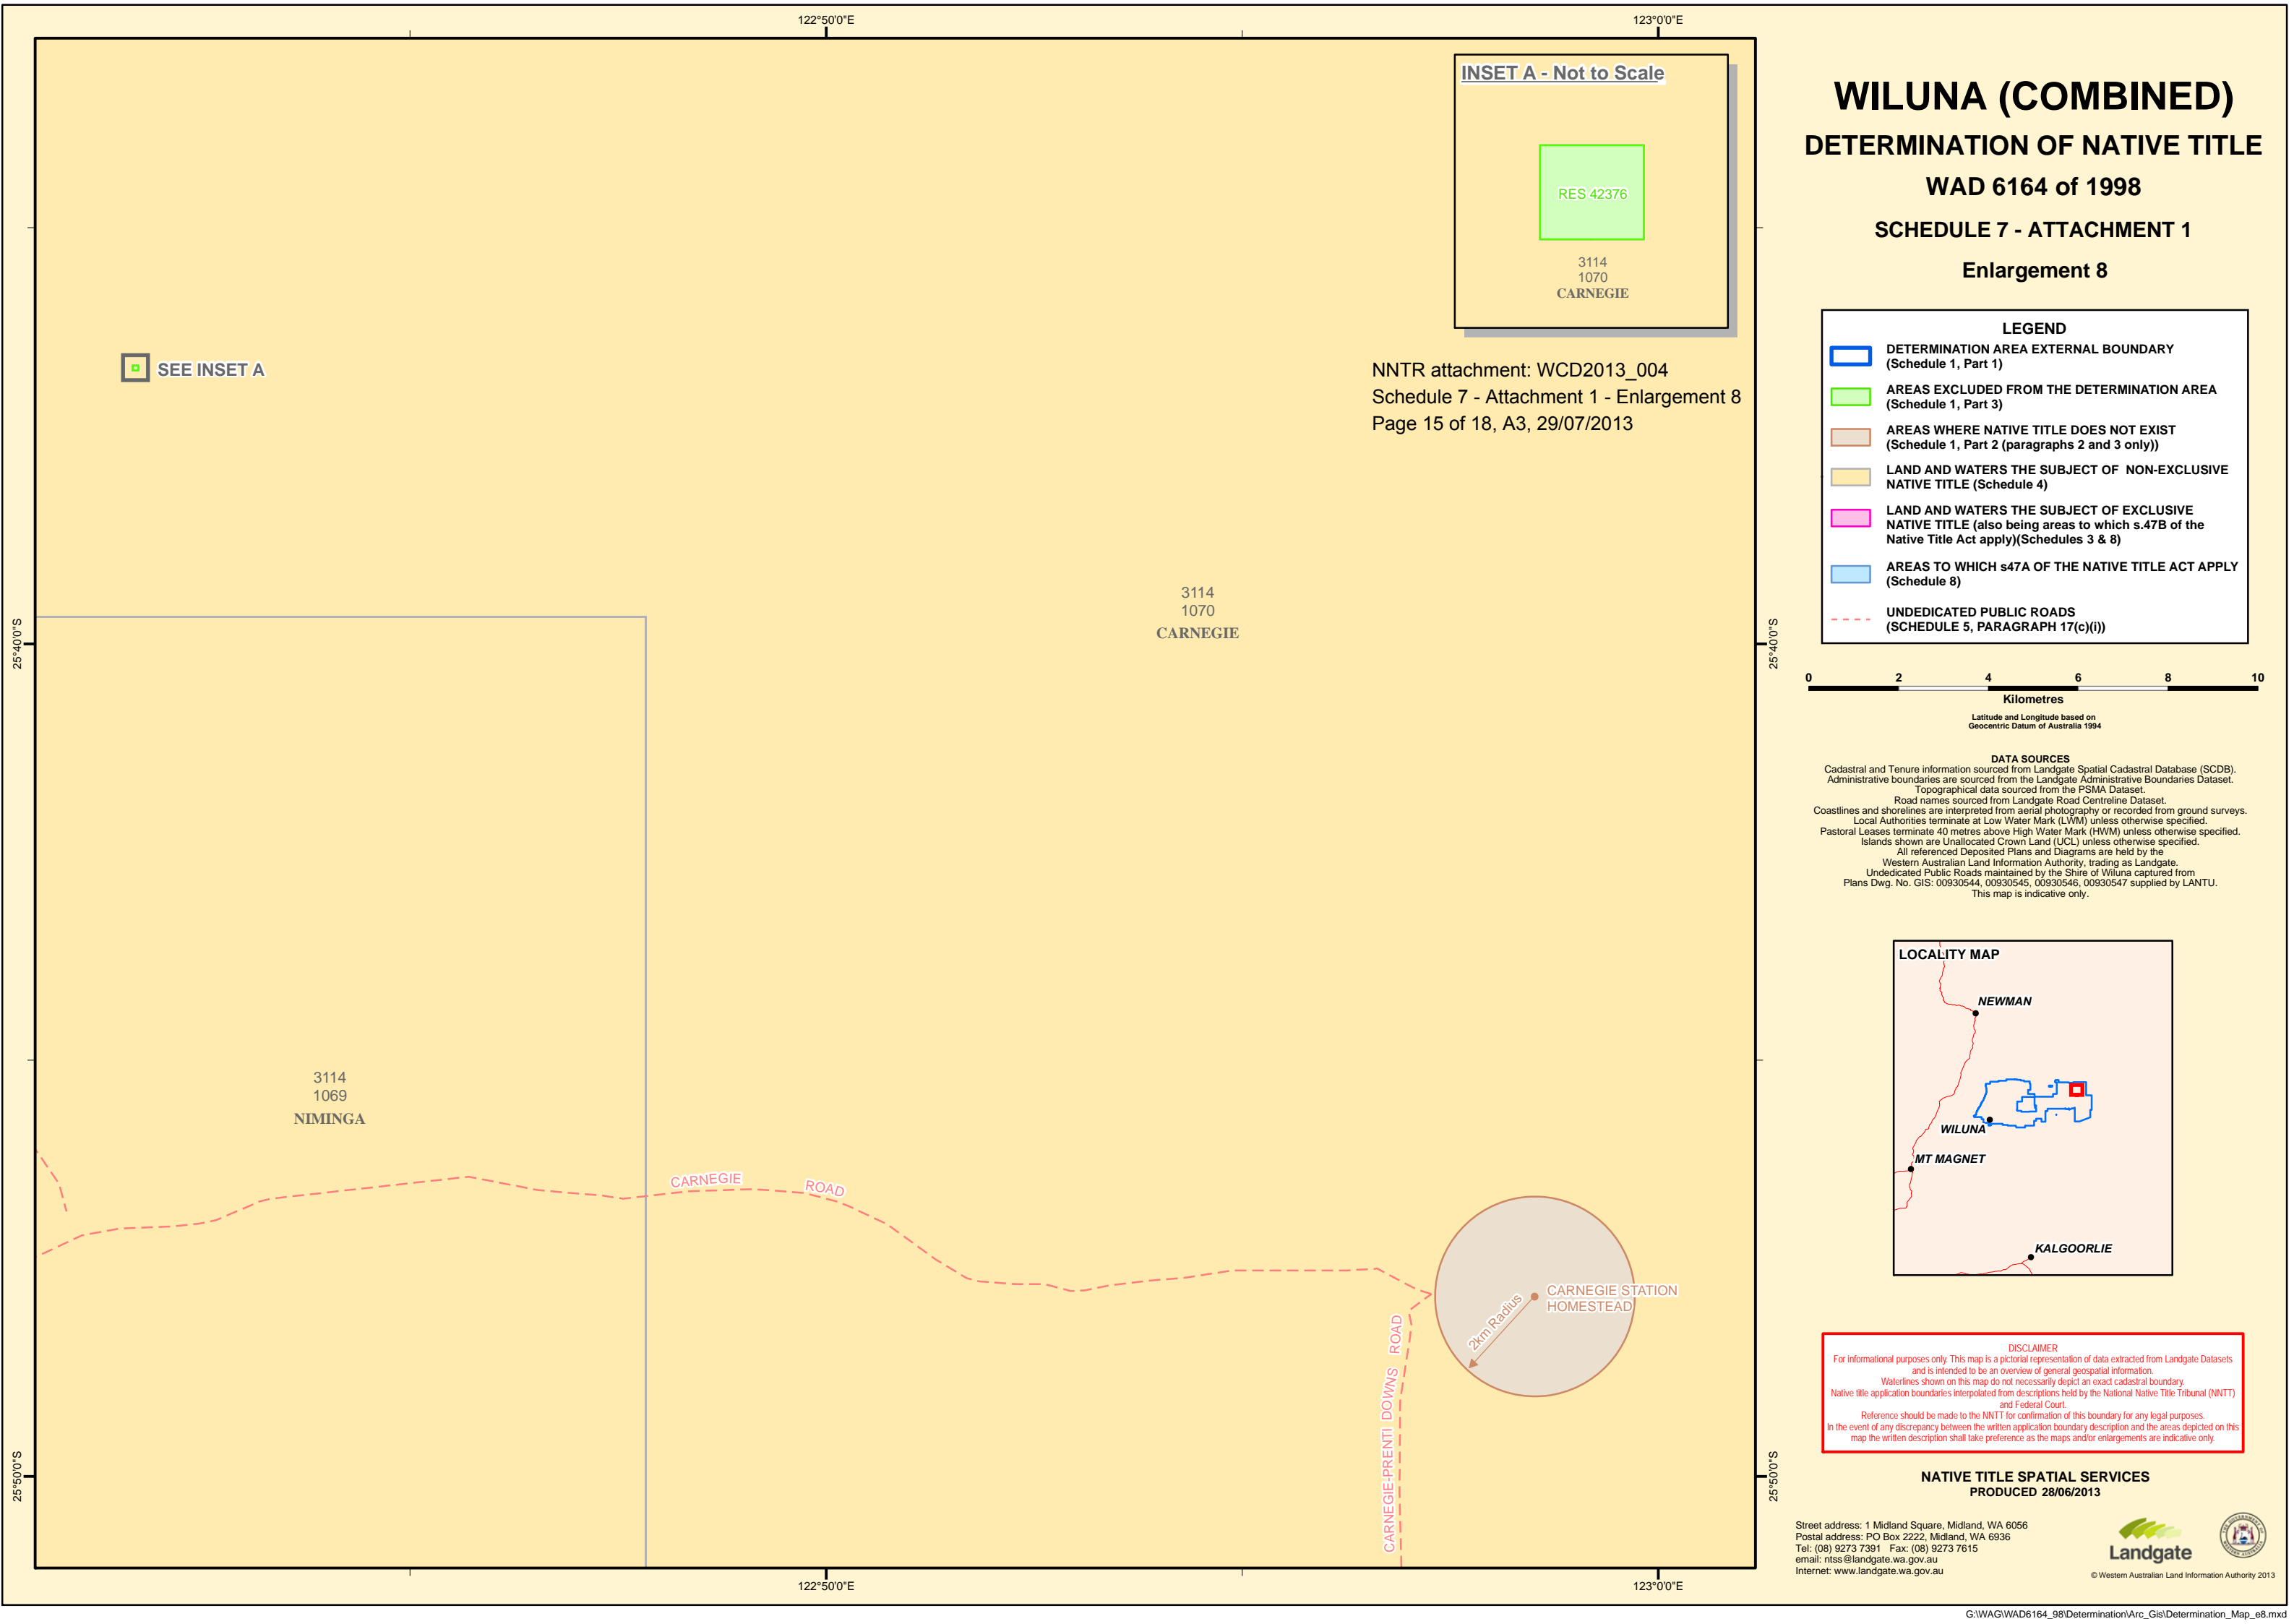 122°50'0"E
123°0'0"E
INSET A - Not to Scale
RES 42376
3114
1070
CARNEGIE
SEE INSET A
NNTR attachment: WCD2013_004
Schedule 7 - Attachment 1 - Enlargement 8
Page 15 of 18, A3, 29/07/2013
3114
1070
CARNEGIE
25°40'0"S
25°40'0"S
3114
1069
NIMINGA
CARNEGIE ROAD
CARNEGIE STATION
HOMESTEAD
2km Radius
CARNEGIE-PRENTI DOWNS ROAD
25°50'0"S
25°50'0"S
122°50'0"E
123°0'0"E
WILUNA (COMBINED)
DETERMINATION OF NATIVE TITLE
WAD 6164 of 1998
SCHEDULE 7 - ATTACHMENT 1
Enlargement 8
LEGEND
DETERMINATION AREA EXTERNAL BOUNDARY
(Schedule 1, Part 1)
AREAS EXCLUDED FROM THE DETERMINATION AREA
(Schedule 1, Part 3)
AREAS WHERE NATIVE TITLE DOES NOT EXIST
(Schedule 1, Part 2 (paragraphs 2 and 3 only))
LAND AND WATERS THE SUBJECT OF NON-EXCLUSIVE
NATIVE TITLE (Schedule 4)
LAND AND WATERS THE SUBJECT OF EXCLUSIVE
NATIVE TITLE (also being areas to which s.47B of the
Native Title Act apply)(Schedules 3 & 8)
AREAS TO WHICH s47A OF THE NATIVE TITLE ACT APPLY
(Schedule 8)
UNDEDICATED PUBLIC ROADS
(SCHEDULE 5, PARAGRAPH 17(c)(i))
0 2 4 6 8 10
Kilometres
Latitude and Longitude based on
Geocentric Datum of Australia 1994
DATA SOURCES
Cadastral and Tenure information sourced from Landgate Spatial Cadastral Database (SCDB).
Administrative boundaries are sourced from the Landgate Administrative Boundaries Dataset.
Topographical data sourced from the PSMA Dataset.
Road names sourced from Landgate Road Centreline Dataset.
Coastlines and shorelines are interpreted from aerial photography or recorded from ground surveys.
Local Authorities terminate at Low Water Mark (LWM) unless otherwise specified.
Pastoral Leases terminate 40 metres above High Water Mark (HWM) unless otherwise specified.
Islands shown are Unallocated Crown Land (UCL) unless otherwise specified.
All referenced Deposited Plans and Diagrams are held by the
Western Australian Land Information Authority, trading as Landgate.
Undedicated Public Roads maintained by the Shire of Wiluna captured from
Plans Dwg. No. GIS: 00930544, 00930545, 00930546, 00930547 supplied by LANTU.
This map is indicative only.
LOCALITY MAP
NEWMAN
WILUNA
MT MAGNET
KALGOORLIE
DISCLAIMER
For informational purposes only. This map is a pictorial representation of data extracted from Landgate Datasets
and is intended to be an overview of general geospatial information.
Waterlines shown on this map do not necessarily depict an exact cadastral boundary.
Native title application boundaries interpolated from descriptions held by the National Native Title Tribunal (NNTT)
and Federal Court.
Reference should be made to the NNTT for confirmation of this boundary for any legal purposes.
In the event of any discrepancy between the written application boundary description and the areas depicted on this
map the written description shall take preference as the maps and/or enlargements are indicative only.
NATIVE TITLE SPATIAL SERVICES
PRODUCED 28/06/2013
Street address: 1 Midland Square, Midland, WA 6056
Postal address: PO Box 2222, Midland, WA 6936
Tel: (08) 9273 7391 Fax: (08) 9273 7615
email: ntss@landgate.wa.gov.au
Internet: www.landgate.wa.gov.au
Landgate
© Western Australian Land Information Authority 2013
G:\WAG\WAD6164_98\Determination\Arc_Gis\Determination_Map_e8.mxd